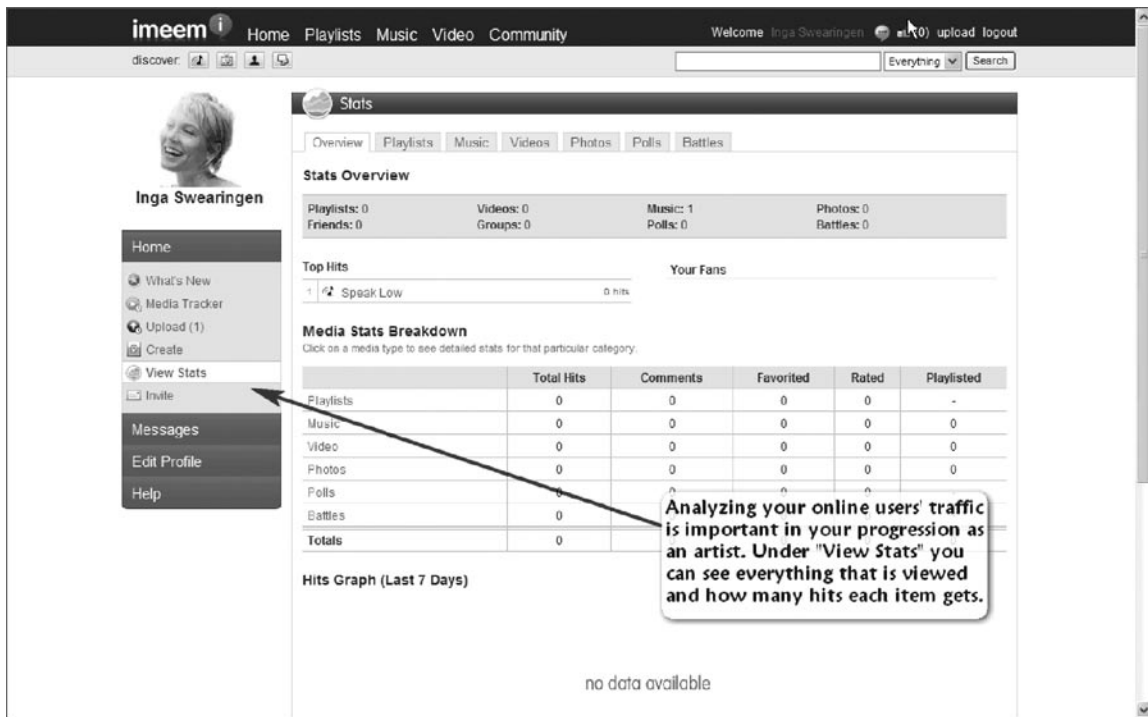 imeem i Home Playlists Music Video Community Welcome Inga Swearingen (0) upload logout
discover: Everything Search
Inga Swearingen
Home
What's New
Media Tracker
Upload (1)
Create
View Stats
Invite
Messages
Edit Profile
Help
Stats
Overview Playlists Music Videos Photos Polls Battles
Stats Overview
Playlists: 0 Videos: 0 Music: 1 Photos: 0
Friends: 0 Groups: 0 Polls: 0 Battles: 0
Top Hits Your Fans
1 Speak Low 0 hits
Media Stats Breakdown
Click on a media type to see detailed stats for that particular category.
Total Hits Comments Favorited Rated Playlisted
Playlists 0 0 0 0 -
Music 0 0 0 0 0
Video 0 0 0 0 0
Photos 0 0 0 0 0
Polls 0
Battles 0
Totals 0
Analyzing your online users' traffic
is important in your progression as
an artist. Under "View Stats" you
can see everything that is viewed
and how many hits each item gets.
Hits Graph (Last 7 Days)
no data available